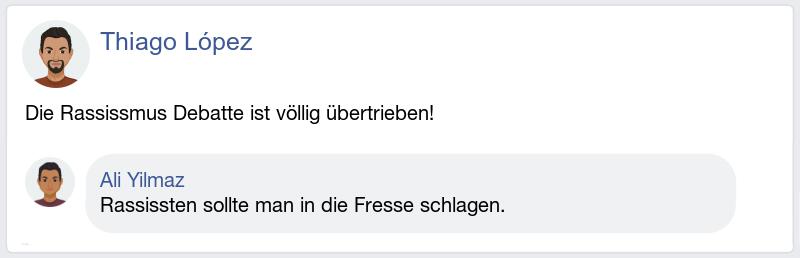 Thiago López
Die Rassissmus Debatte ist völlig übertrieben!
Ali Yilmaz
Rassissten sollte man in die Fresse schlagen.